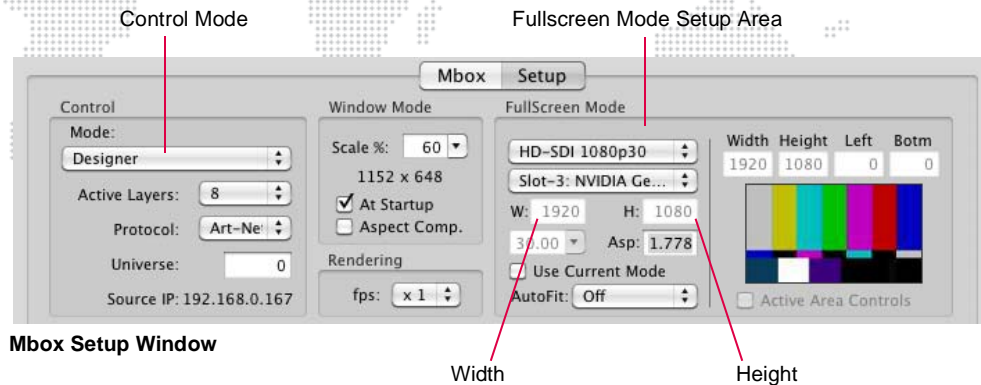 Control Mode
Fullscreen Mode Setup Area
Mbox Setup
Control
Mode:
Designer
Active Layers: 8
Protocol: Art-Ne
Universe: 0
Source IP: 192.168.0.167
Window Mode
Scale %: 60
1152 x 648
At Startup
Aspect Comp.
Rendering
fps: x 1
FullScreen Mode
HD-SDI 1080p30
Slot-3: NVIDIA Ge...
W: 1920 H: 1080
30.00 Asp: 1.778
Use Current Mode
AutoFit: Off
Width Height Left Botm
1920 1080 0 0
Active Area Controls
Mbox Setup Window
Width
Height